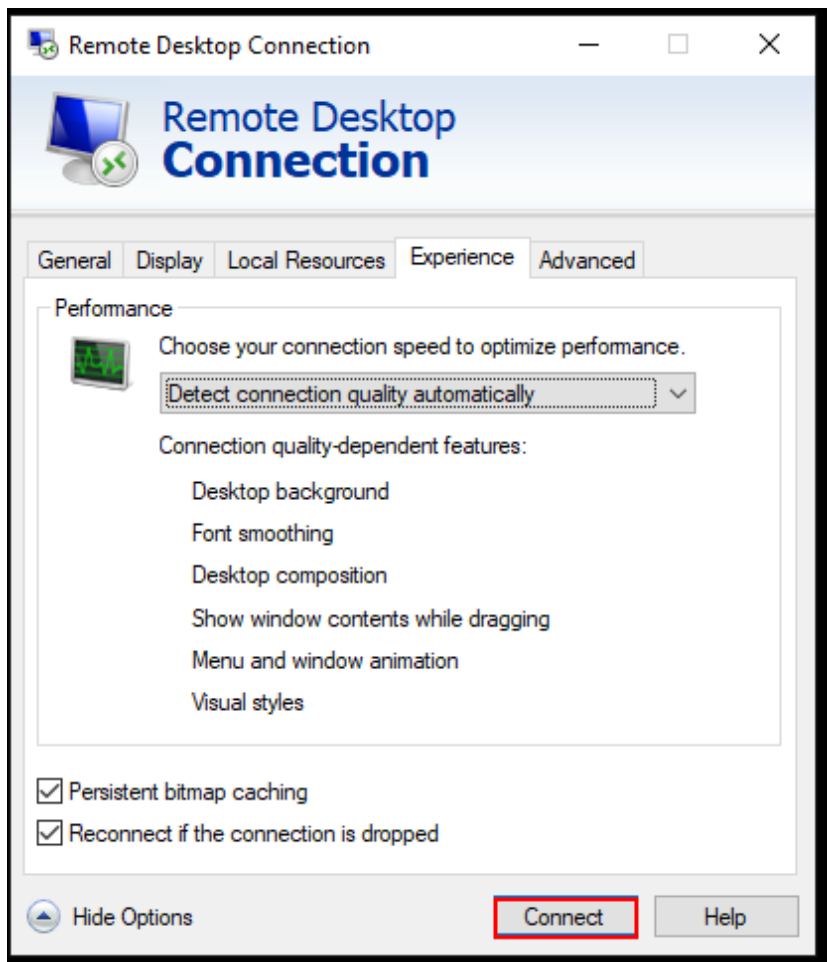 Remote Desktop Connection
Remote Desktop
Connection
General Display Local Resources Experience Advanced
Performance
Choose your connection speed to optimize performance.
Detect connection quality automatically
Connection quality-dependent features:
Desktop background
Font smoothing
Desktop composition
Show window contents while dragging
Menu and window animation
Visual styles
Persistent bitmap caching
Reconnect if the connection is dropped
Hide Options Connect Help